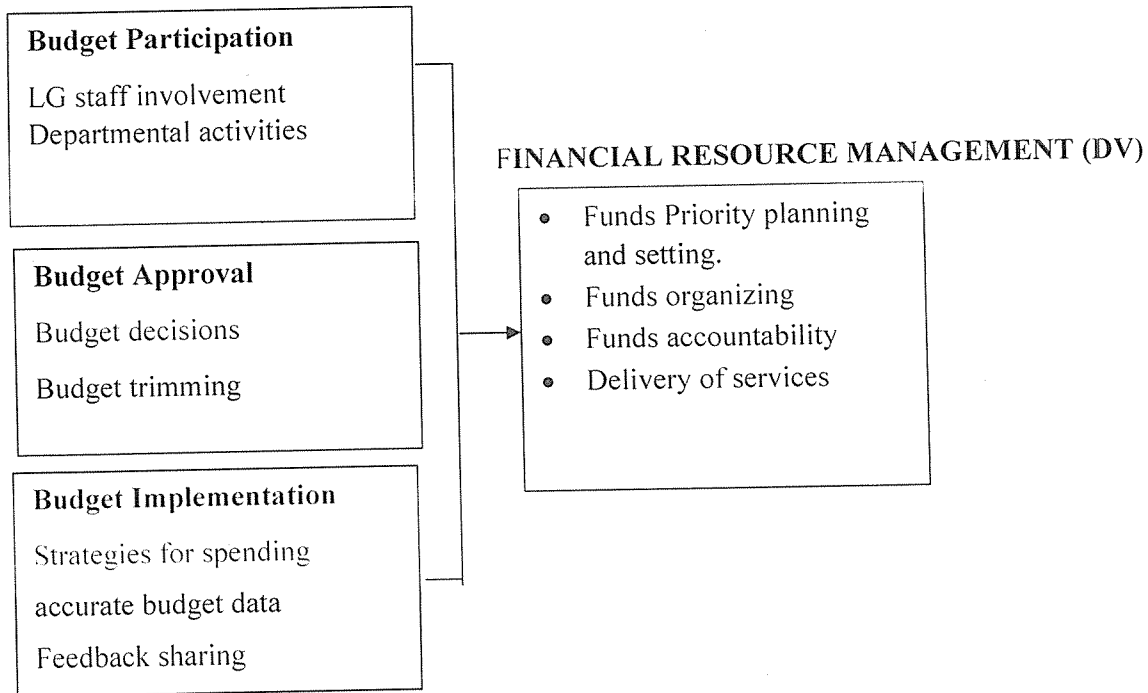 Budget Participation
LG staff involvement
Departmental activities
Budget Approval
Budget decisions
Budget trimming
Budget Implementation
Strategies for spending
accurate budget data
Feedback sharing
FINANCIAL RESOURCE MANAGEMENT (DV)
• Funds Priority planning
and setting.
• Funds organizing
• Funds accountability
• Delivery of services